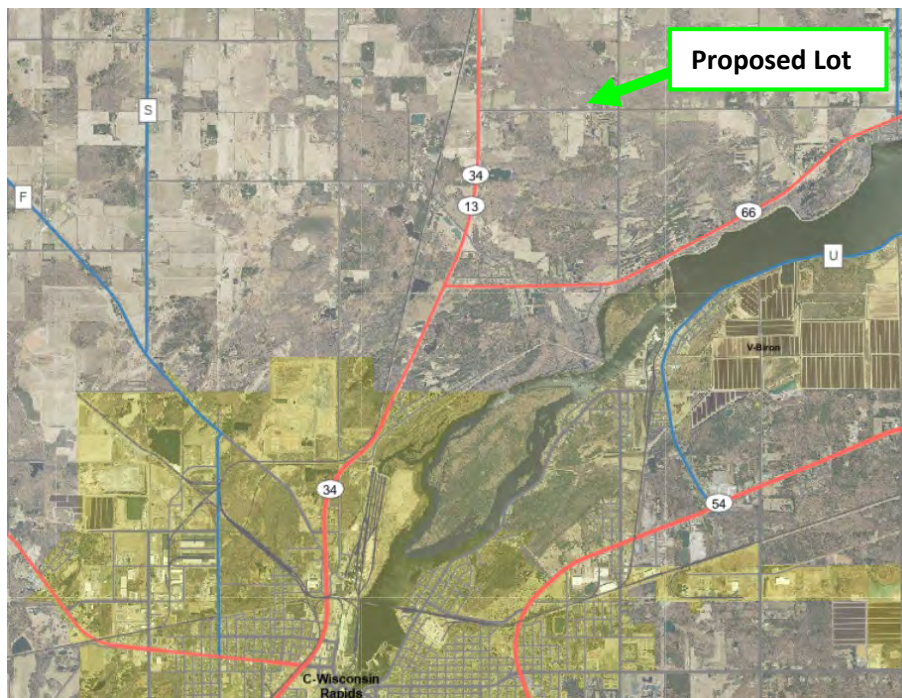 Proposed Lot
S
34
F
13
66
U
V-Biron
34
54
C-Wisconsin
Rapids